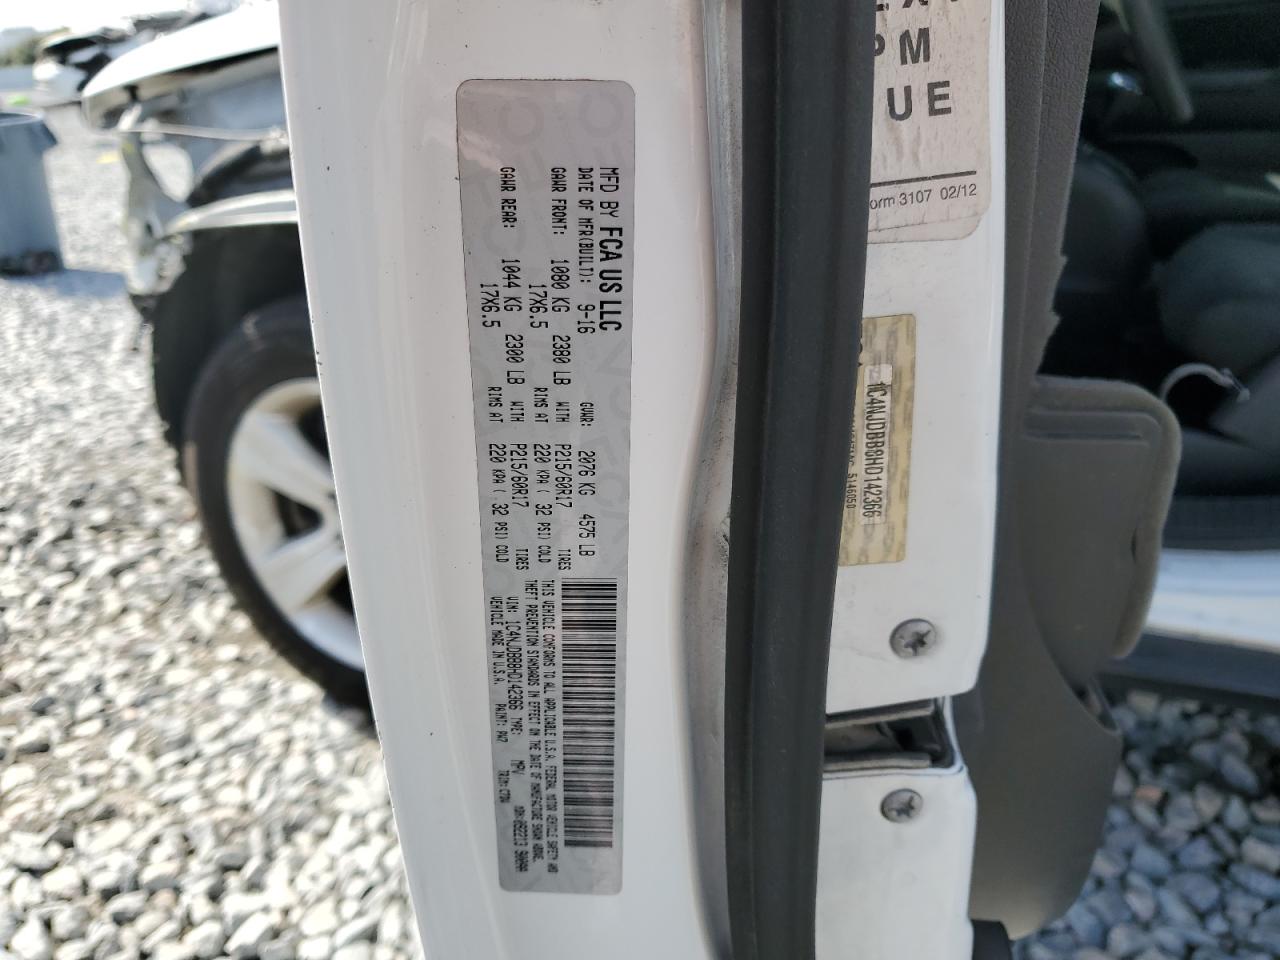 MFD BY FCA US LLC
DATE OF MFR(BUILT): 9-16 GVWR: 2076 KG 4575 LB
GAWR FRONT: 1080 KG 2380 LB WITH P215/60R17 TIRES
17X6.5 RIMS AT 220 KPA ( 32 PSI) COLD
GAWR REAR: 1044 KG 2300 LB WITH P215/60R17 TIRES
17X6.5 RIMS AT 220 KPA ( 32 PSI) COLD
THIS VEHICLE CONFORMS TO ALL APPLICABLE U.S.A. FEDERAL MOTOR VEHICLE SAFETY AND
THEFT PREVENTION STANDARDS IN EFFECT ON THE DATE OF MANUFACTURE SHOWN ABOVE.
VIN: 1C4NJDBB8HD142366 TYPE: MPV
VEHICLE MADE IN U.S.A. PAINT: PW7
PM
UE
orm 3107 02/12
1C4NJDBB8HD142366